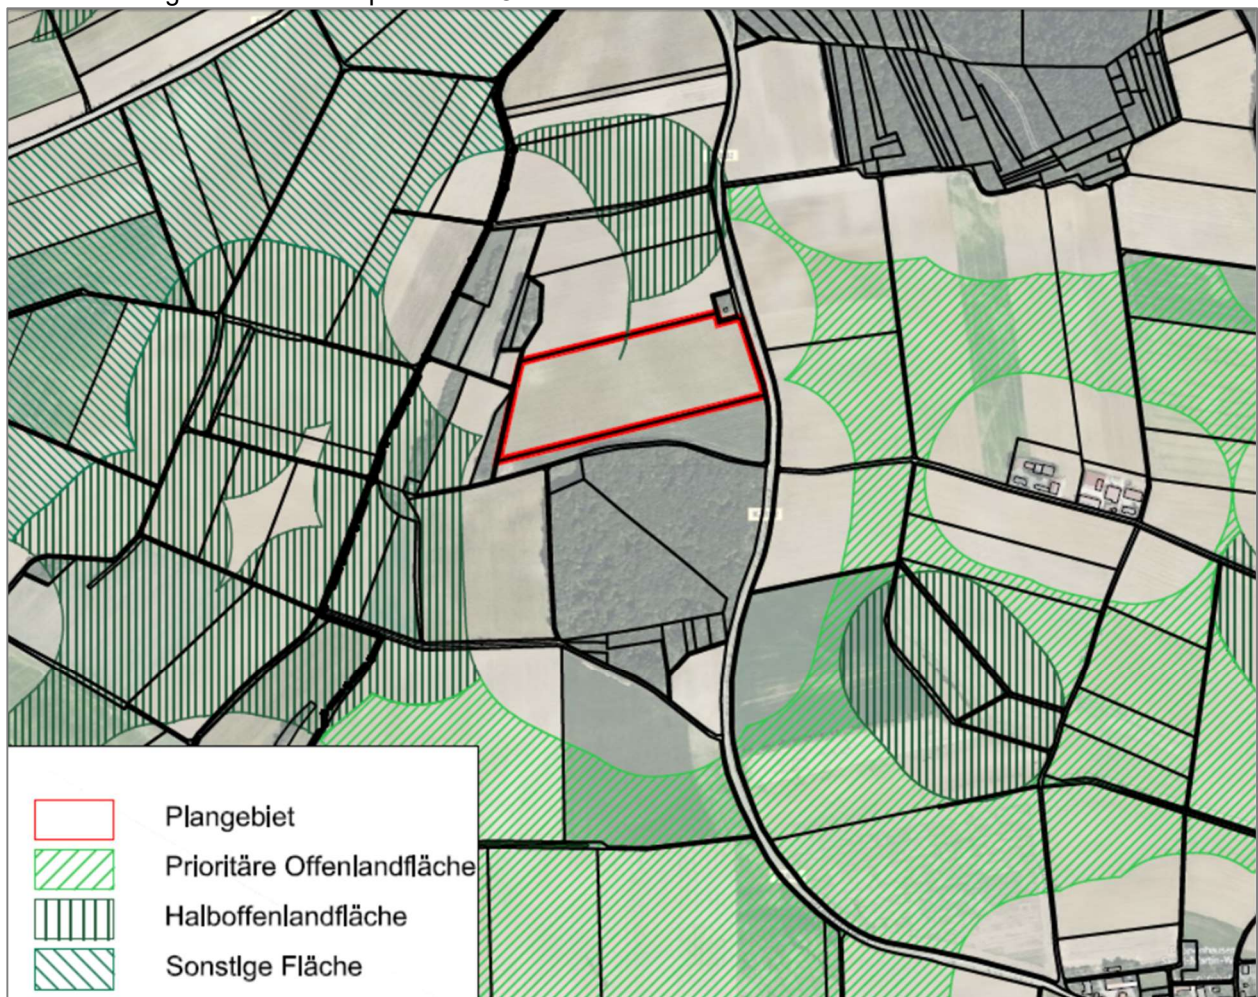 Plangebiet
Prioritäre Offenlandfläche
Halboffenlandfläche
Sonstige Fläche